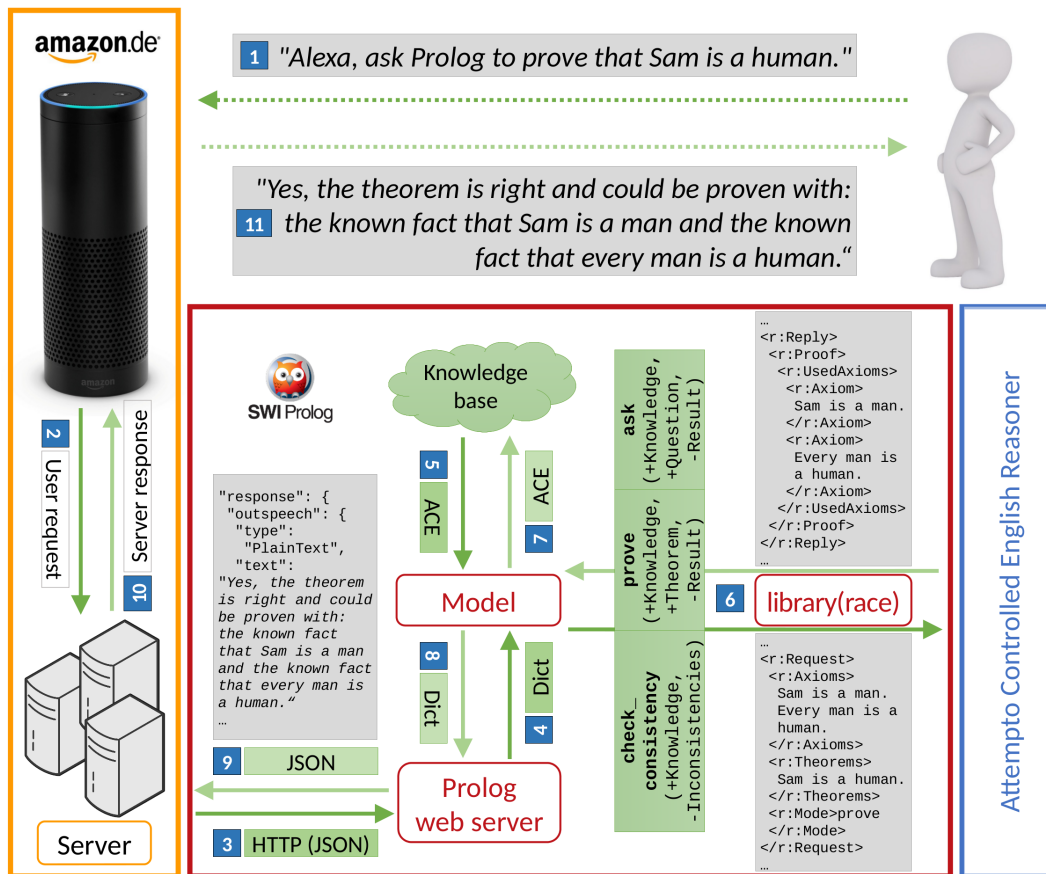 amazon.de
1 "Alexa, ask Prolog to prove that Sam is a human."
"Yes, the theorem is right and could be proven with:
11 the known fact that Sam is a man and the known
fact that every man is a human.“
amazon
2 User request
Server response 10
Server
SWI Prolog
"response": {
"outspeech": {
"type":
"PlainText",
"text":
"Yes, the theorem
is right and could
be proven with:
the known fact
that Sam is a man
and the known fact
that every man is
a human.“
…
9 JSON
3 HTTP (JSON)
Knowledge
base
5 ACE
ACE 7
Model
8 Dict
Dict 4
Prolog
web server
ask
(+Knowledge,
+Question,
-Result)
prove
(+Knowledge,
+Theorem,
-Result)
check_
consistency
(+Knowledge,
-Inconsistencies)
…
<r:Reply>
<r:Proof>
<r:UsedAxioms>
<r:Axiom>
Sam is a man.
</r:Axiom>
<r:Axiom>
Every man is
a human.
</r:Axiom>
</r:UsedAxioms>
</r:Proof>
</r:Reply>
…
6 library(race)
…
<r:Request>
<r:Axioms>
Sam is a man.
Every man is a
human.
</r:Axioms>
<r:Theorems>
Sam is a human.
</r:Theorems>
<r:Mode>prove
</r:Mode>
</r:Request>
…
Attempto Controlled English Reasoner